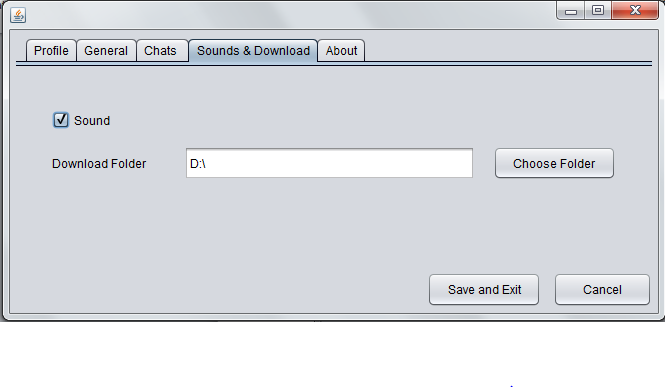 Profile General Chats Sounds & Download About
Sound
Download Folder D:\ Choose Folder
Save and Exit Cancel